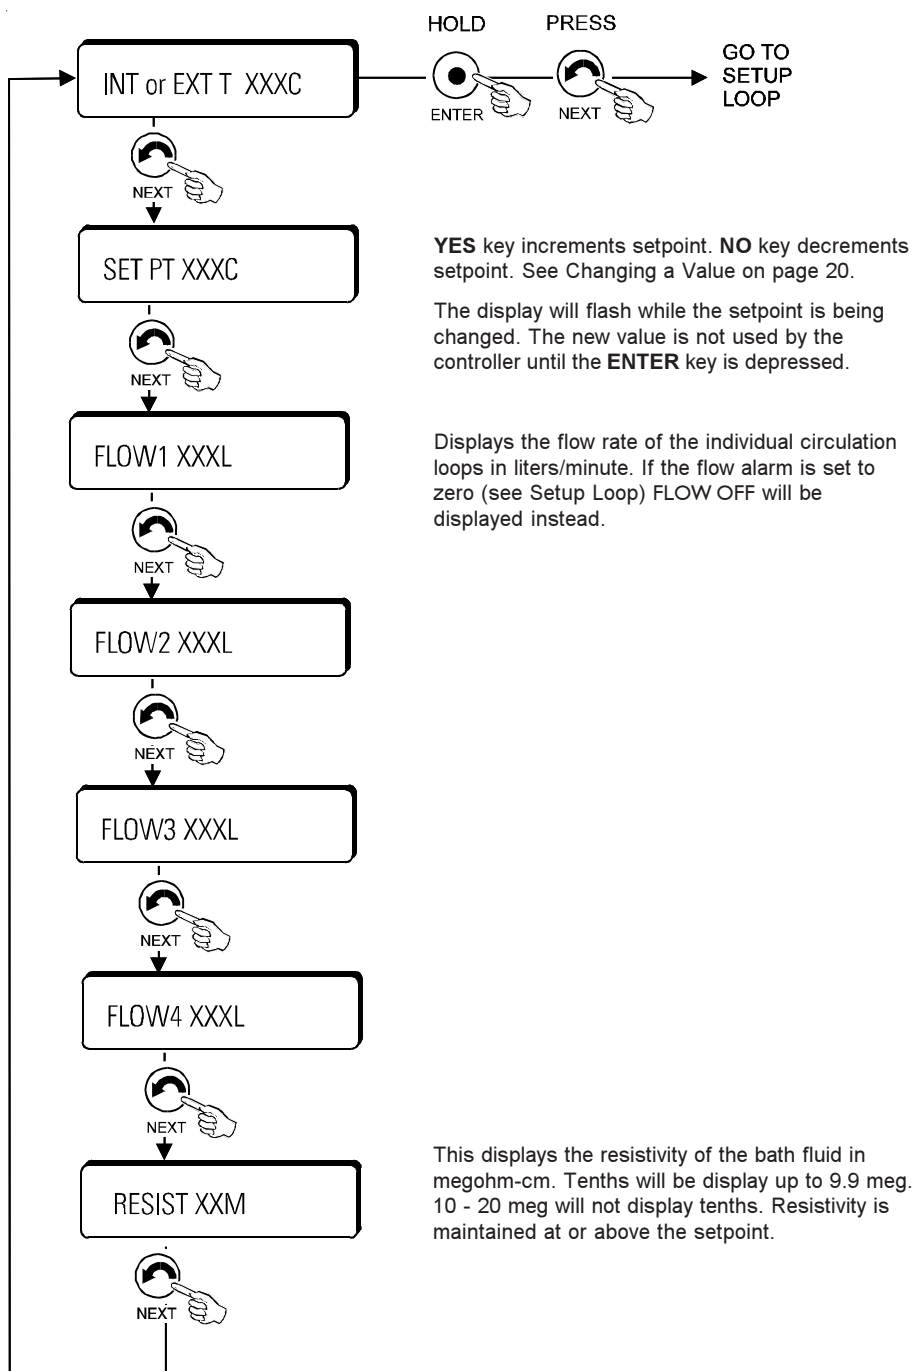 HOLD PRESS
INT or EXT T XXXC
ENTER
NEXT
GO TO
SETUP
LOOP
NEXT
SET PT XXXC
YES key increments setpoint. NO key decrements
setpoint. See Changing a Value on page 20.
The display will flash while the setpoint is being
changed. The new value is not used by the
controller until the ENTER key is depressed.
NEXT
FLOW1 XXXL
Displays the flow rate of the individual circulation
loops in liters/minute. If the flow alarm is set to
zero (see Setup Loop) FLOW OFF will be
displayed instead.
NEXT
FLOW2 XXXL
NEXT
FLOW3 XXXL
NEXT
FLOW4 XXXL
NEXT
RESIST XXM
This displays the resistivity of the bath fluid in
megohm-cm. Tenths will be display up to 9.9 meg.
10 - 20 meg will not display tenths. Resistivity is
maintained at or above the setpoint.
NEXT